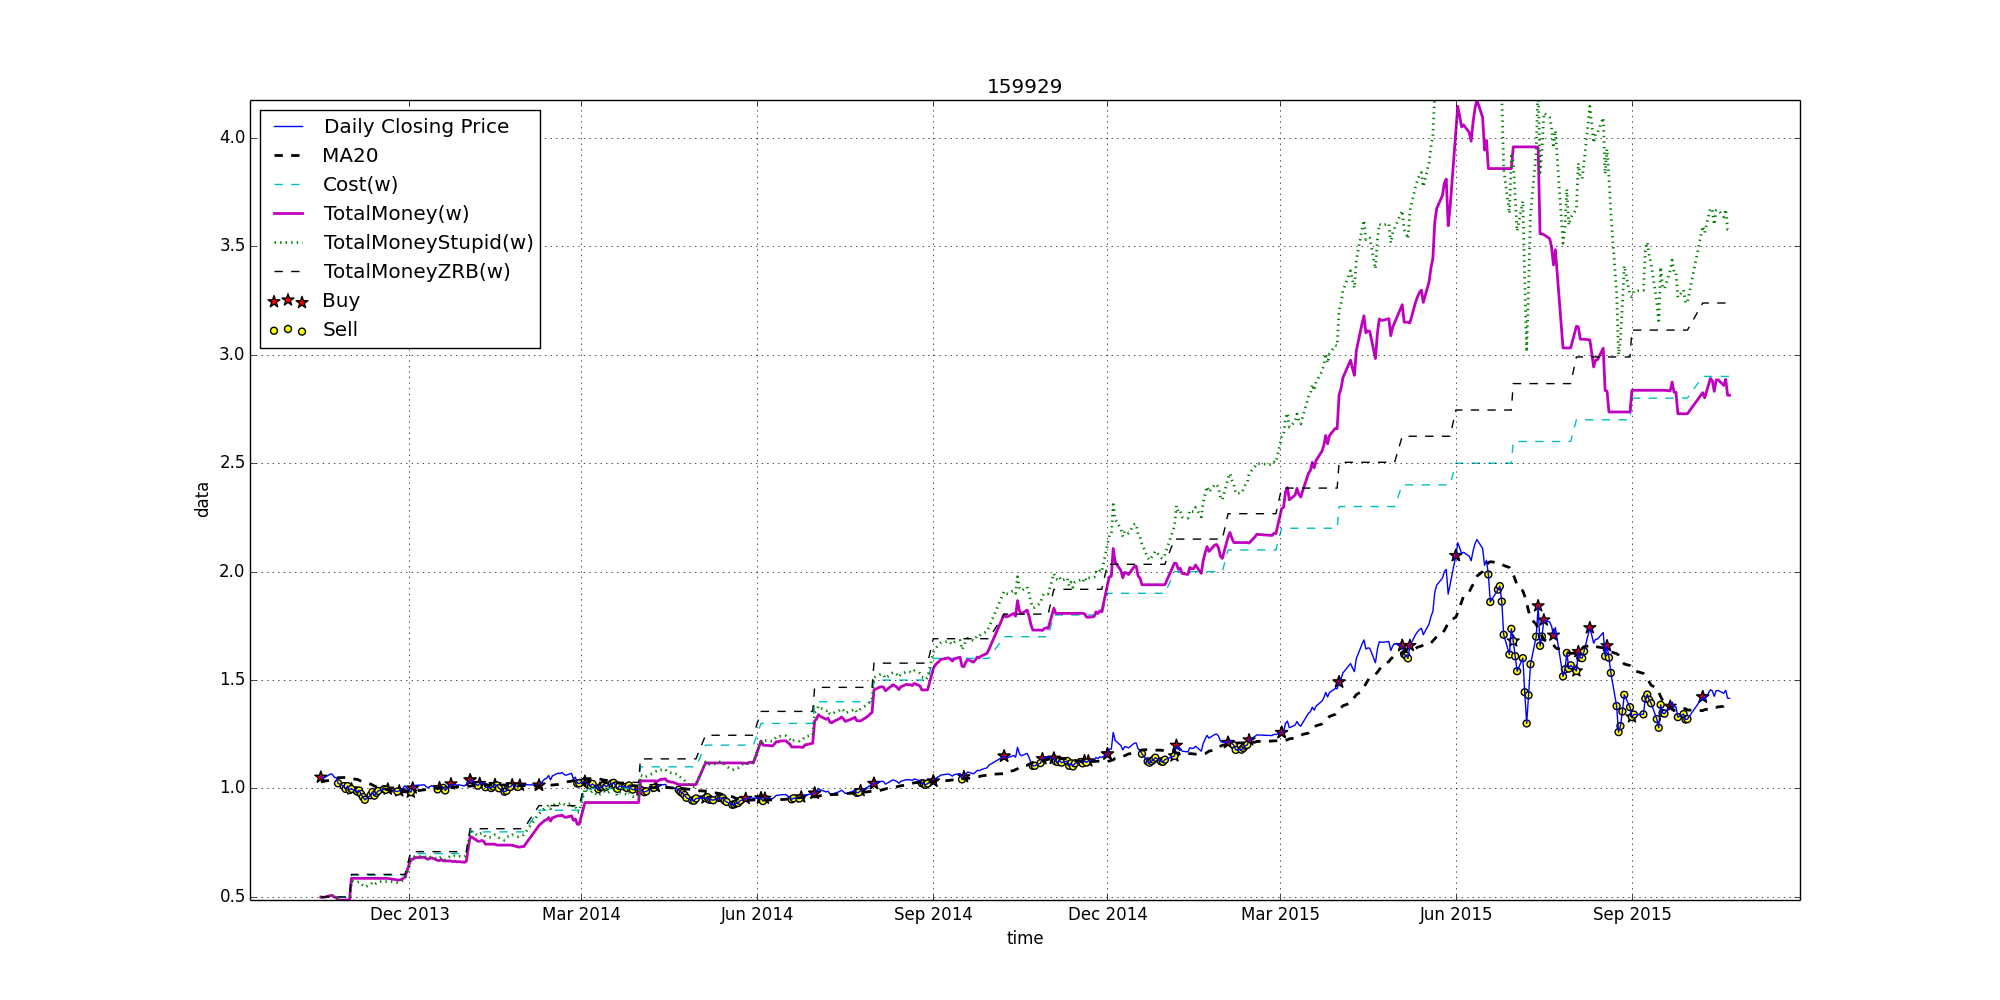 159929
Daily Closing Price
MA20
Cost(w)
TotalMoney(w)
TotalMoneyStupid(w)
TotalMoneyZRB(w)
Buy
Sell
4.0
3.5
3.0
2.5
2.0
1.5
1.0
0.5
data
Dec 2013 Mar 2014 Jun 2014 Sep 2014 Dec 2014 Mar 2015 Jun 2015 Sep 2015
time